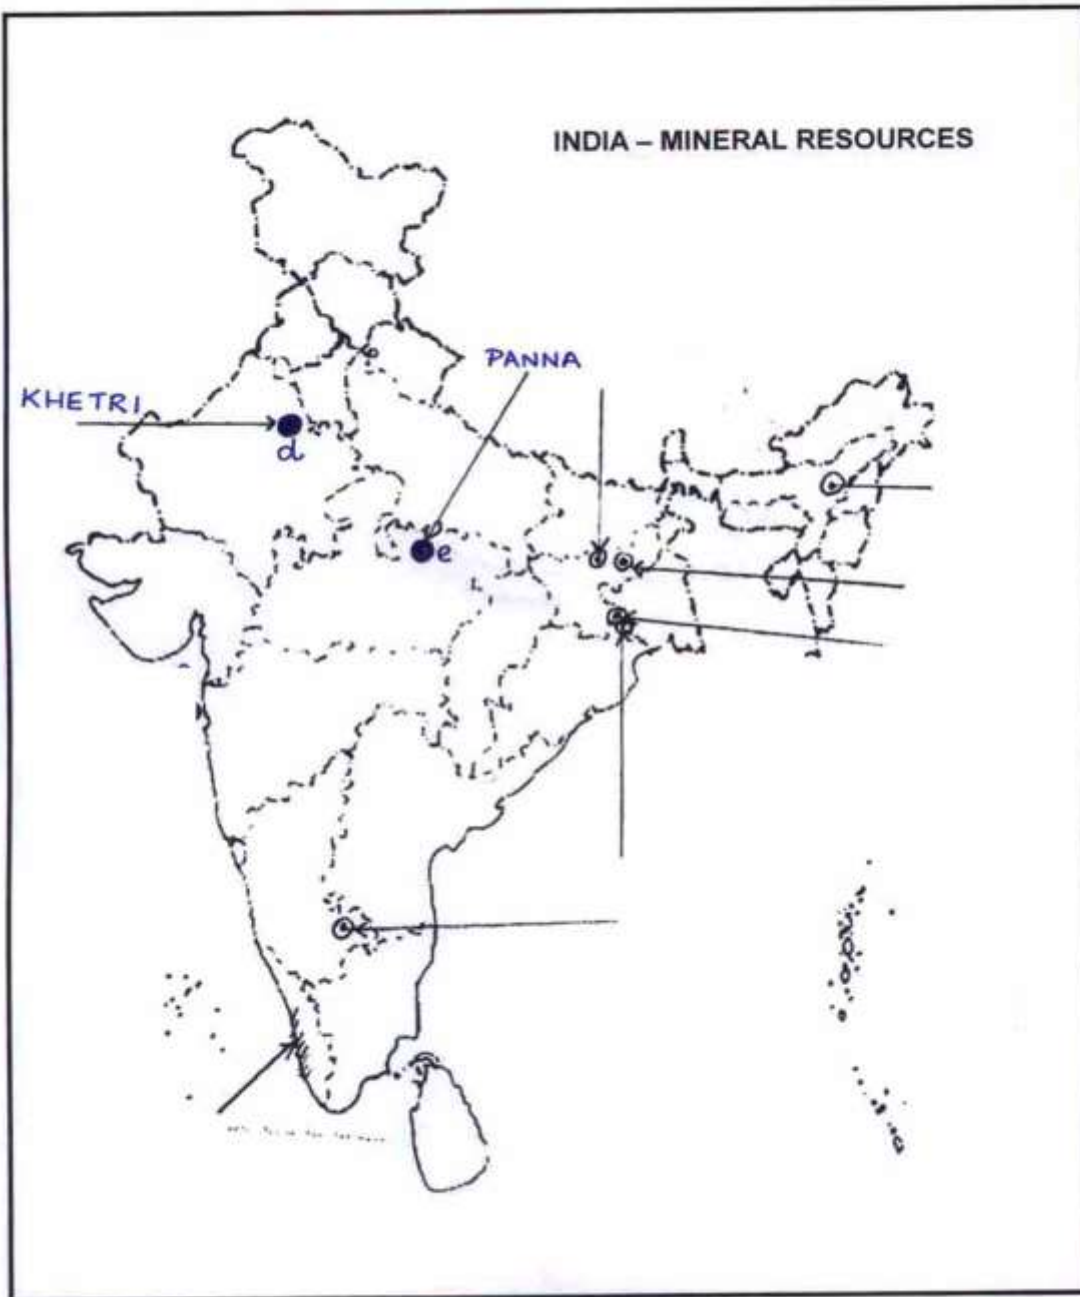 INDIA – MINERAL RESOURCES
PANNA
KHETRI
d
e